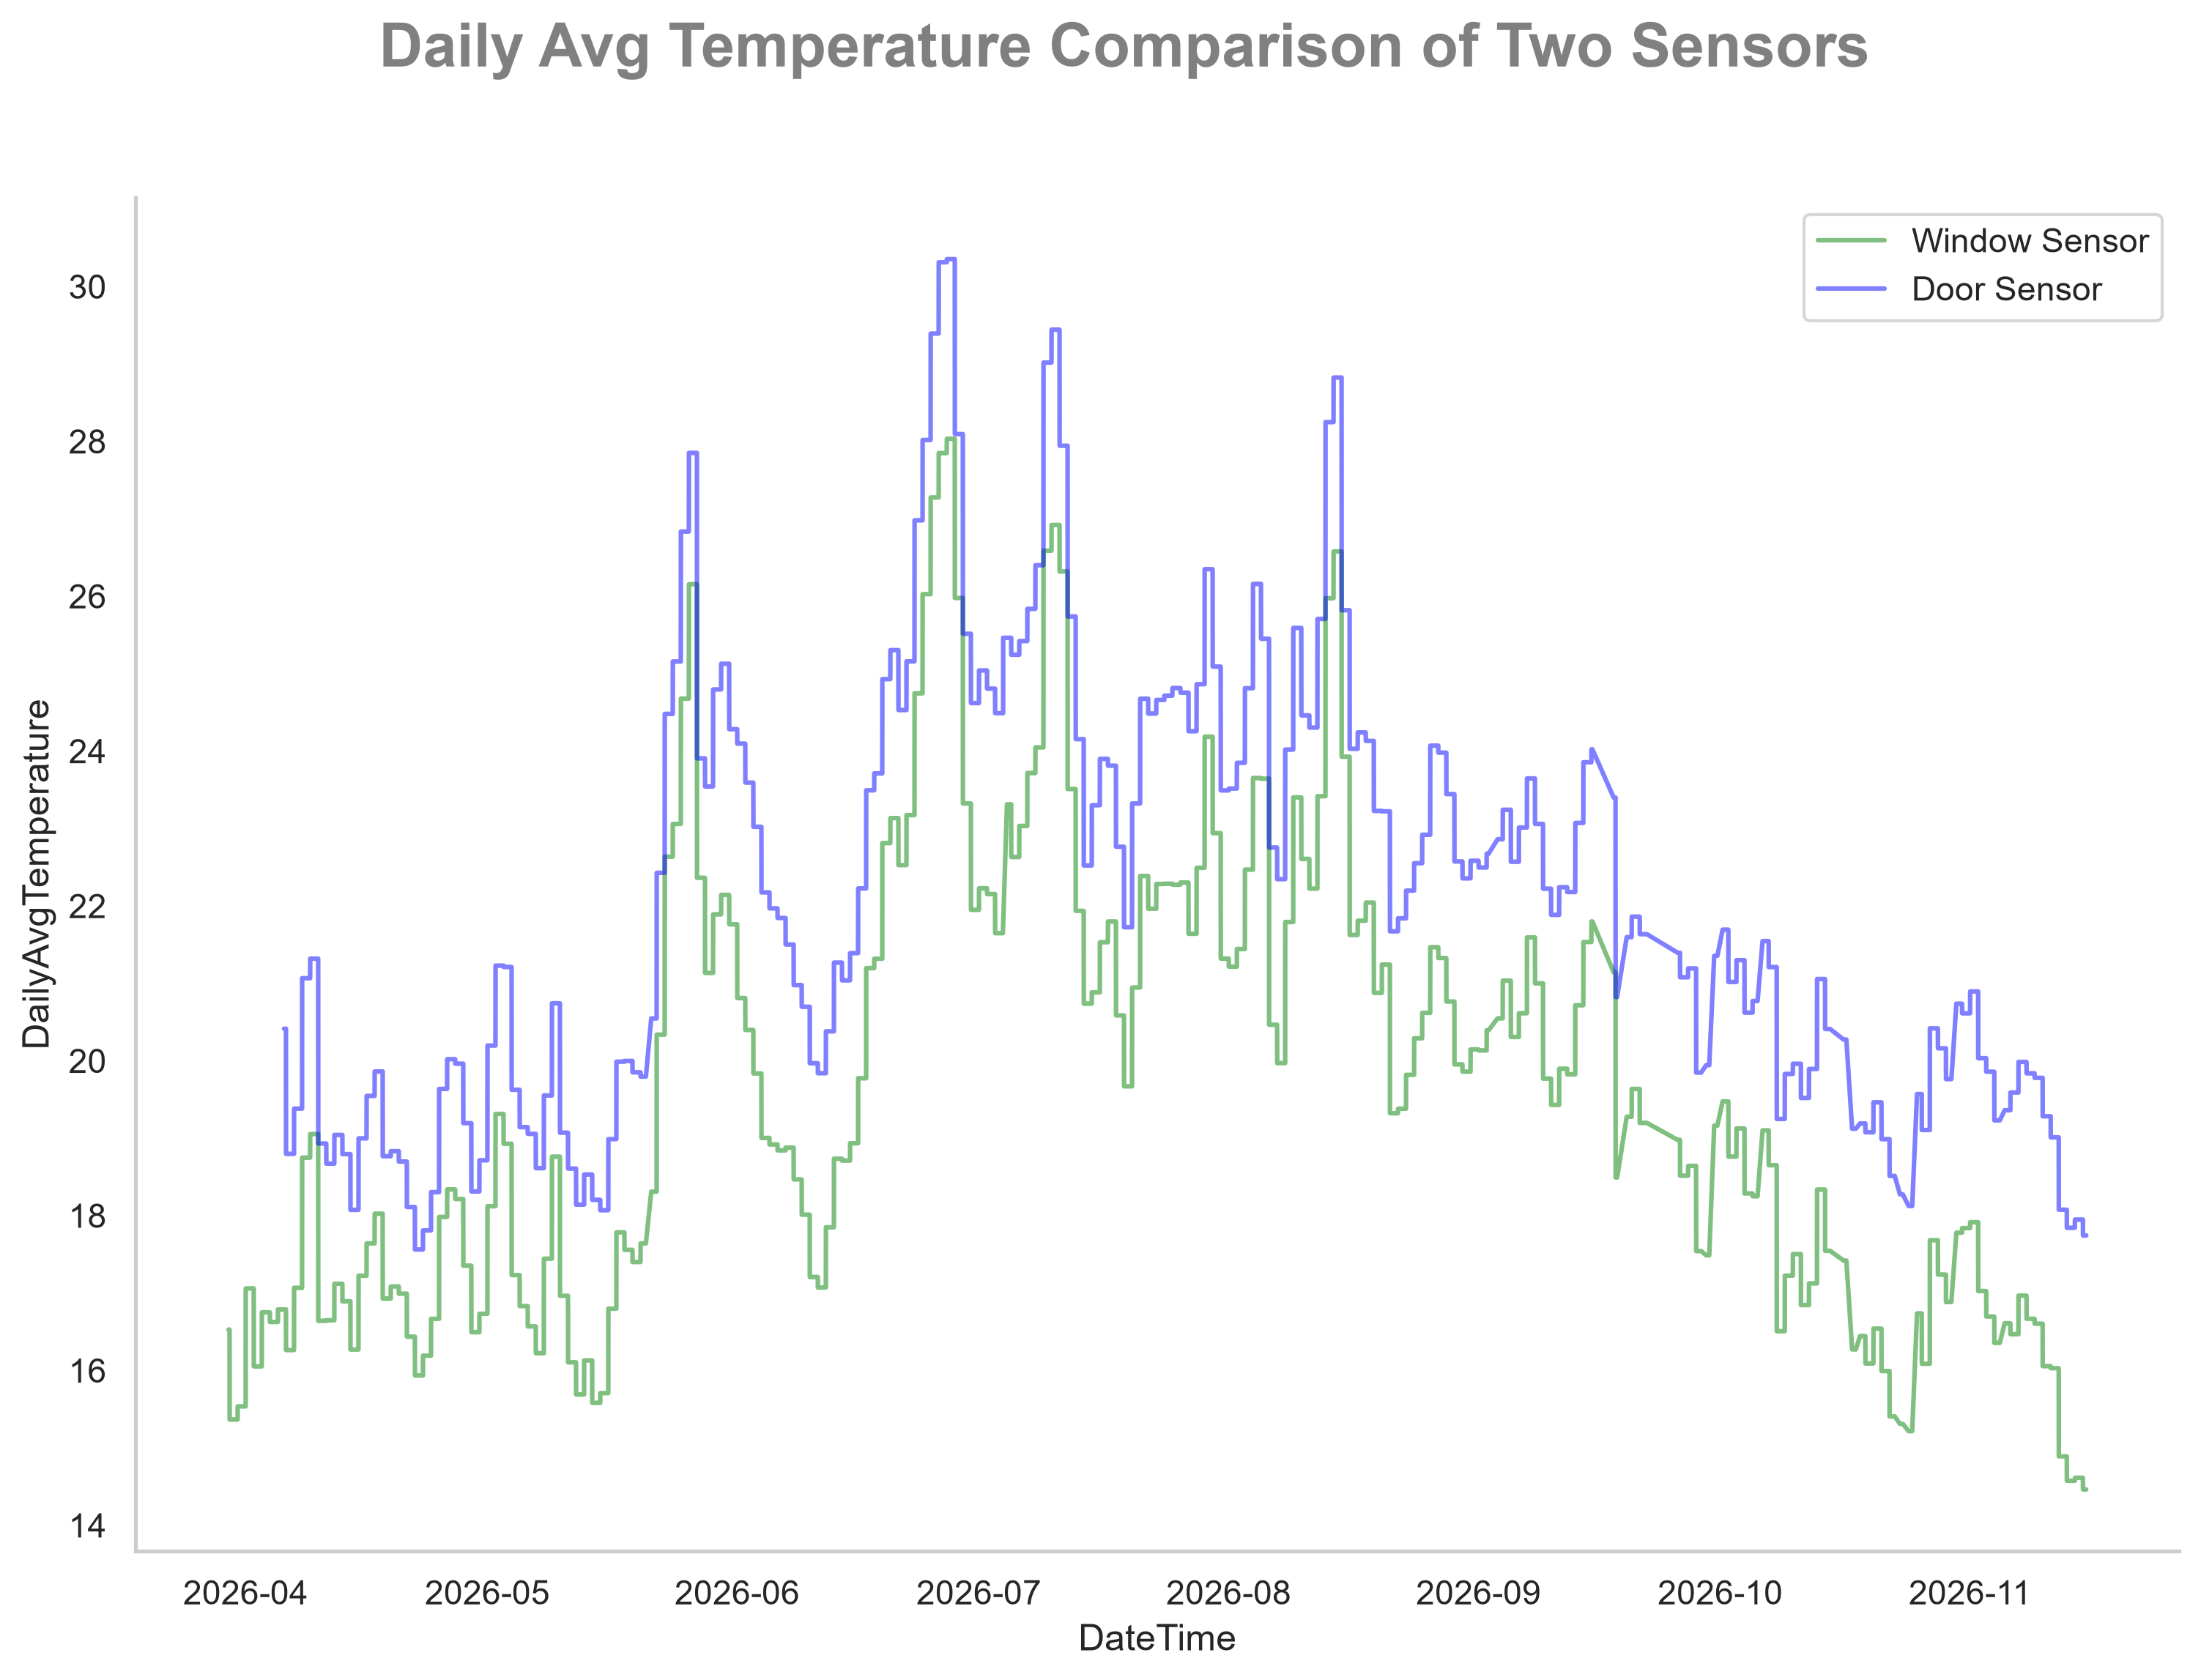 Daily Avg Temperature Comparison of Two Sensors
Window Sensor
Door Sensor
DailyAvgTemperature
30
28
26
24
22
20
18
16
14
2026-04 2026-05 2026-06 2026-07 2026-08 2026-09 2026-10 2026-11
DateTime